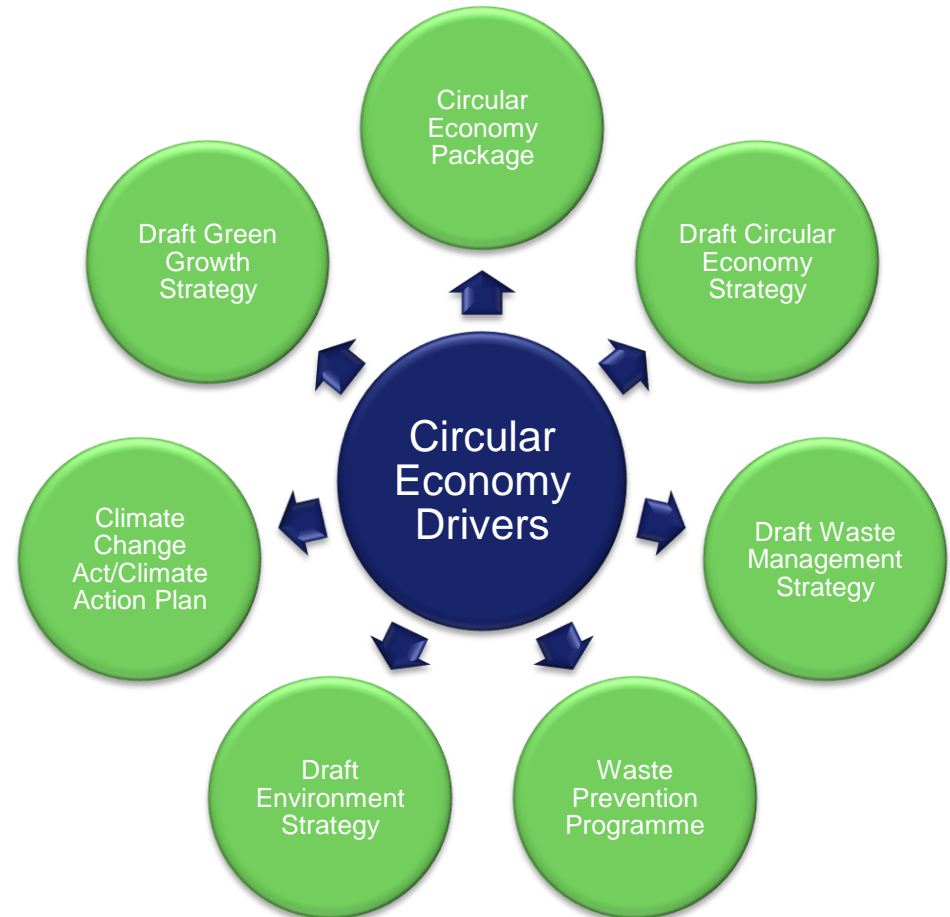 Circular
Economy
Package
Draft Green
Growth
Strategy
Draft Circular
Economy
Strategy
Circular
Economy
Drivers
Climate
Change
Act/Climate
Action Plan
Draft Waste
Management
Strategy
Draft
Environment
Strategy
Waste
Prevention
Programme